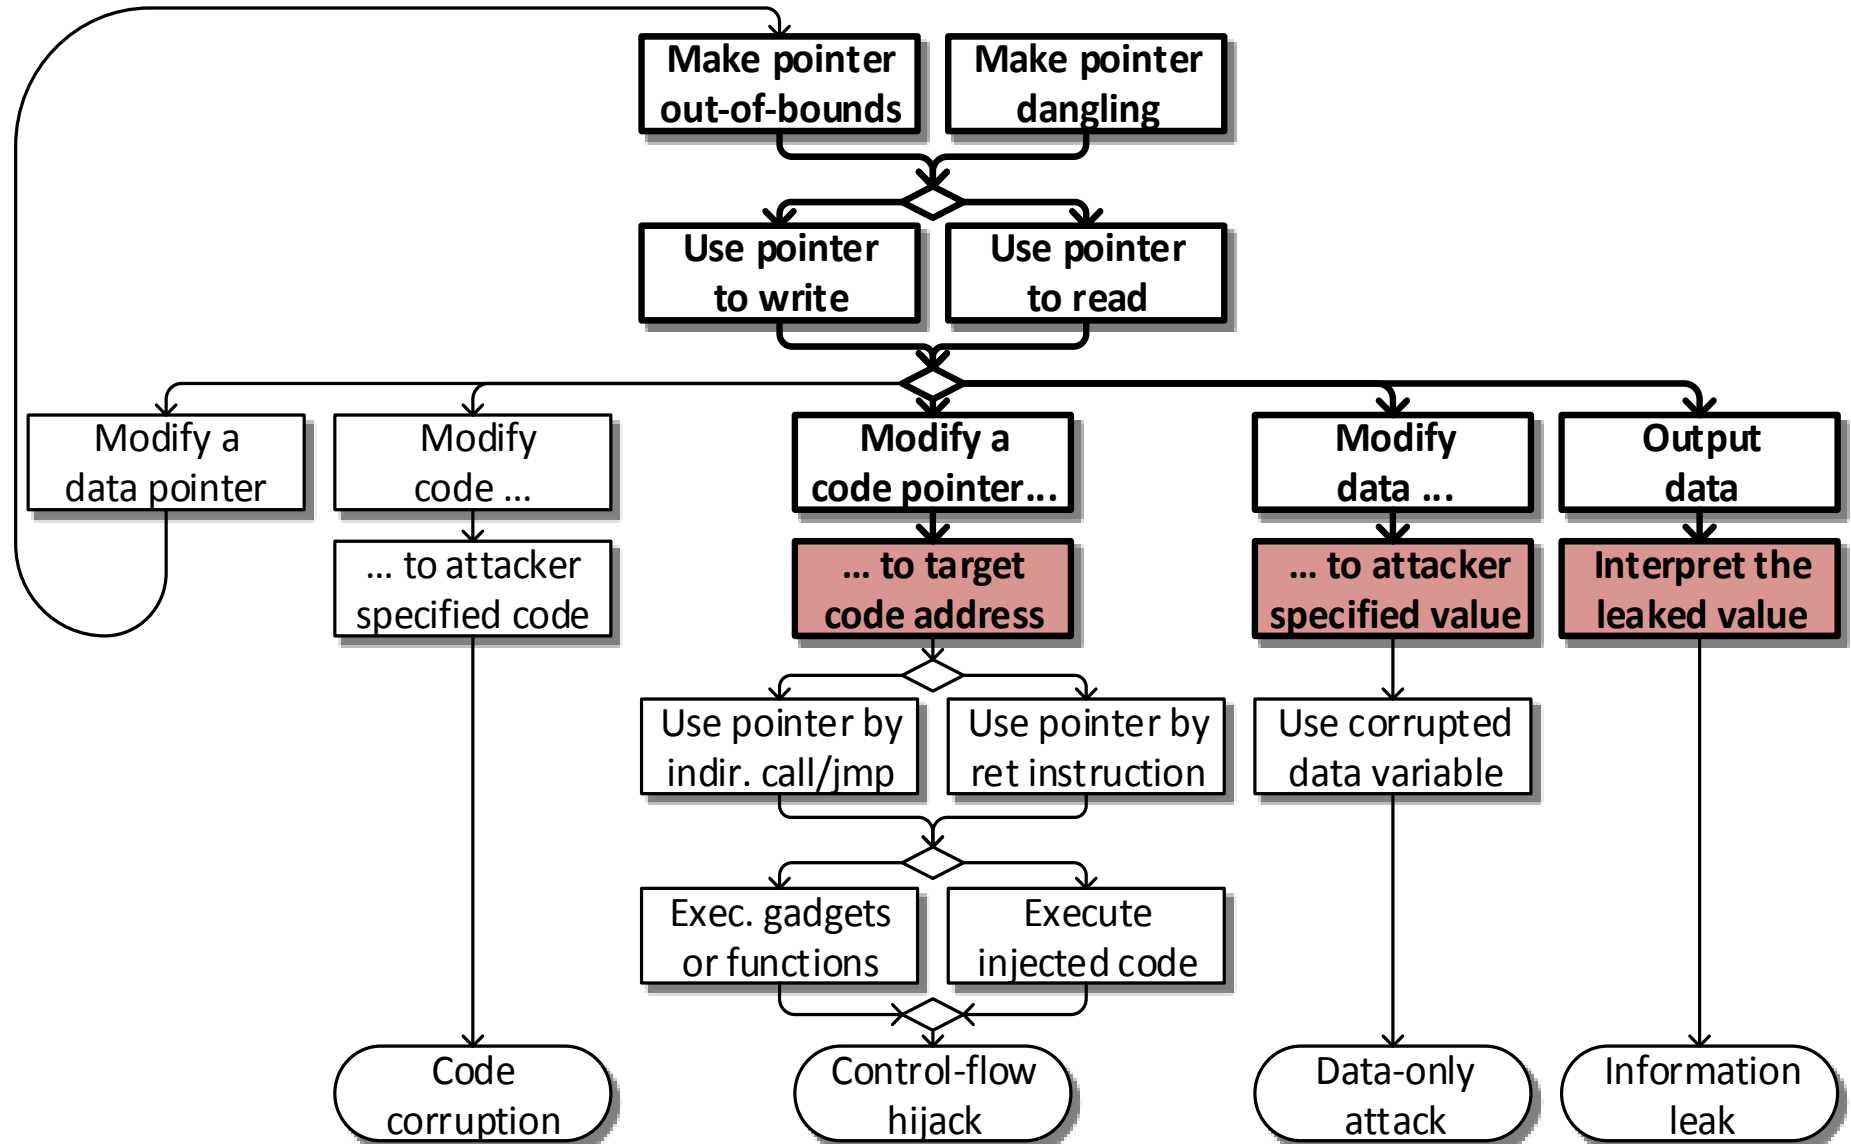 Make pointer
out-of-bounds
Make pointer
dangling
Use pointer
to write
Use pointer
to read
Modify a
data pointer
Modify
code ...
Modify a
code pointer...
Modify
data ...
Output
data
... to attacker
specified code
... to target
code address
... to attacker
specified value
Interpret the
leaked value
Use pointer by
indir. call/jmp
Use pointer by
ret instruction
Use corrupted
data variable
Exec. gadgets
or functions
Execute
injected code
Code
corruption
Control-flow
hijack
Data-only
attack
Information
leak